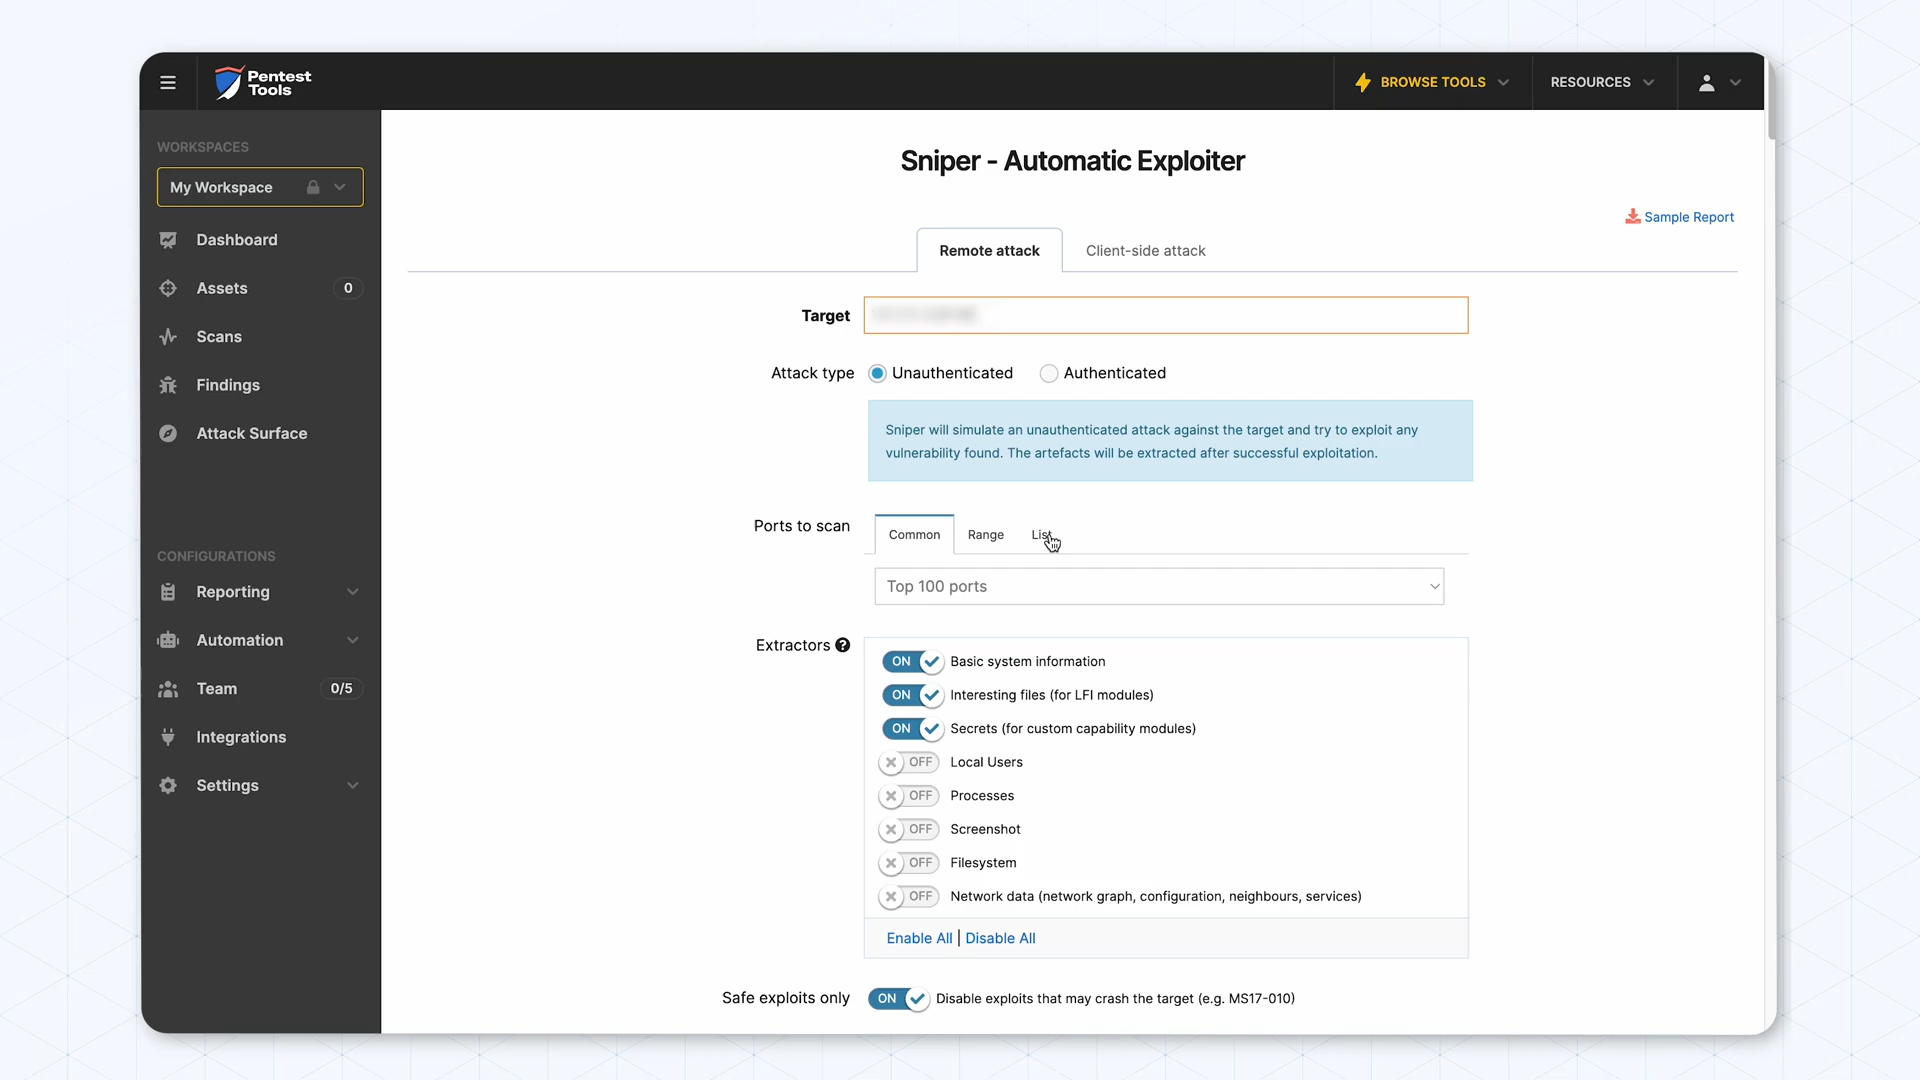 Pentest
Tools
BROWSE TOOLS
RESOURCES
WORKSPACES
My Workspace
Dashboard
Assets 0
Scans
Findings
Attack Surface
CONFIGURATIONS
Reporting
Automation
Team 0/5
Integrations
Settings
Sniper - Automatic Exploiter
Sample Report
Remote attack Client-side attack
Target
Attack type Unauthenticated Authenticated
Sniper will simulate an unauthenticated attack against the target and try to exploit any
vulnerability found. The artefacts will be extracted after successful exploitation.
Ports to scan Common Range List
Top 100 ports
Extractors ?
ON Basic system information
ON Interesting files (for LFI modules)
ON Secrets (for custom capability modules)
OFF Local Users
OFF Processes
OFF Screenshot
OFF Filesystem
OFF Network data (network graph, configuration, neighbours, services)
Enable All | Disable All
Safe exploits only ON Disable exploits that may crash the target (e.g. MS17-010)